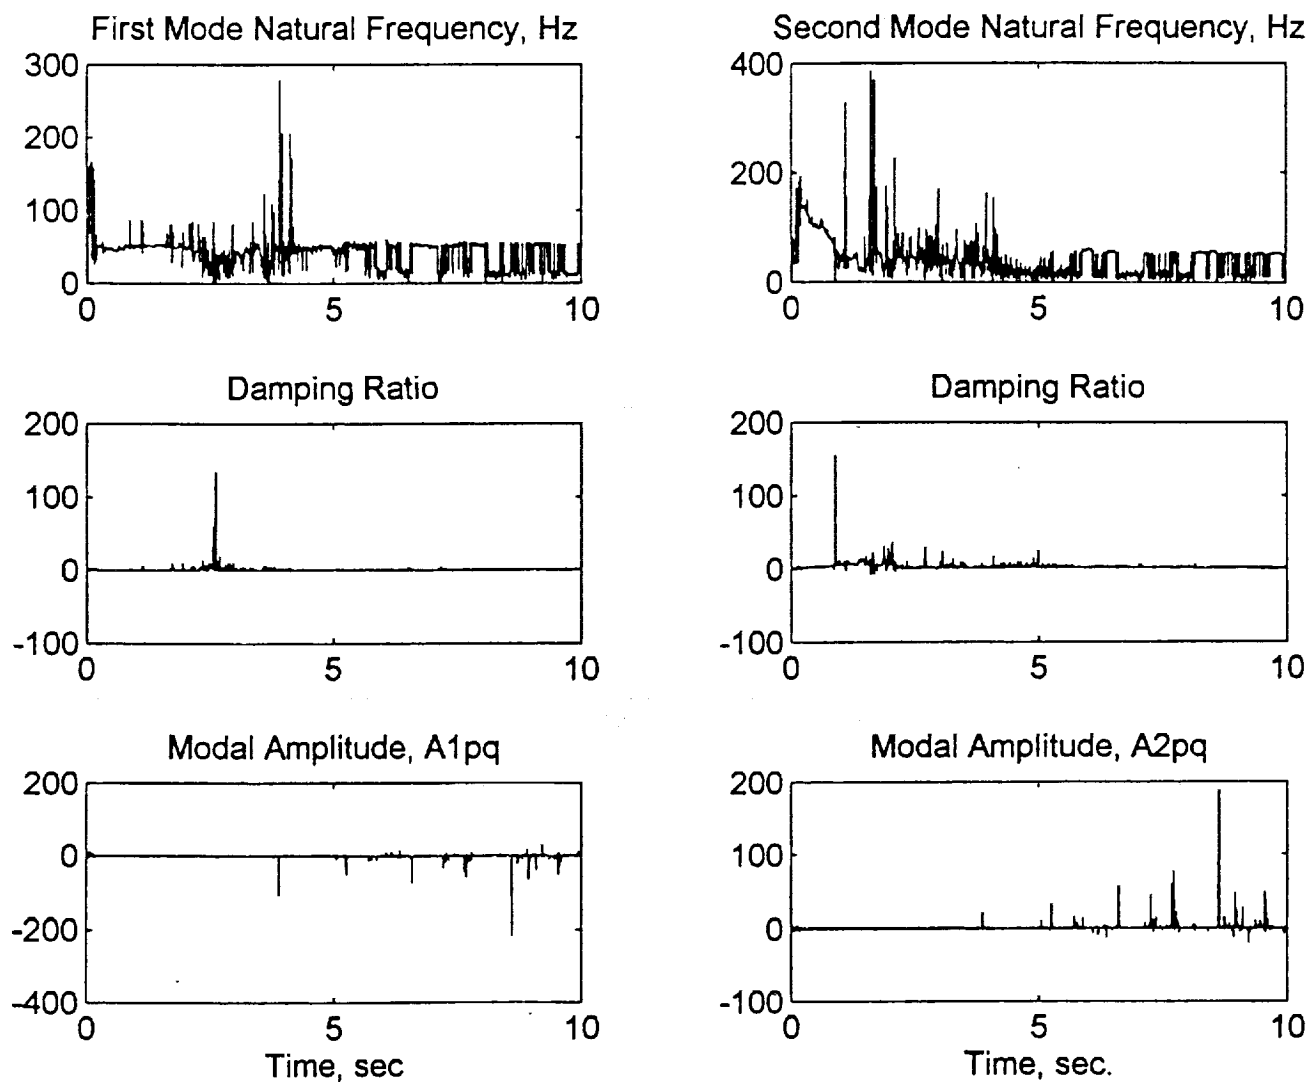 First Mode Natural Frequency, Hz
300
200
100
0
0 5 10
Second Mode Natural Frequency, Hz
400
200
0
0 5 10
Damping Ratio
200
100
0
-100
0 5 10
Damping Ratio
200
100
0
-100
0 5 10
Modal Amplitude, A1pq
200
0
-200
-400
0 5 10
Time, sec
Modal Amplitude, A2pq
200
100
0
-100
0 5 10
Time, sec.